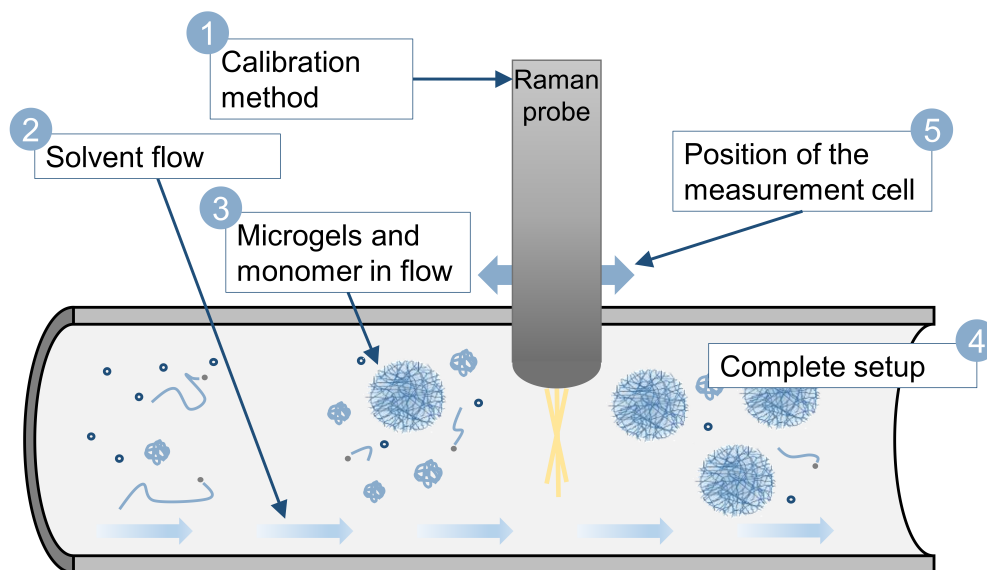 1
Calibration
method
Raman
probe
2
Solvent flow
3
Microgels and
monomer in flow
5
Position of the
measurement cell
4
Complete setup